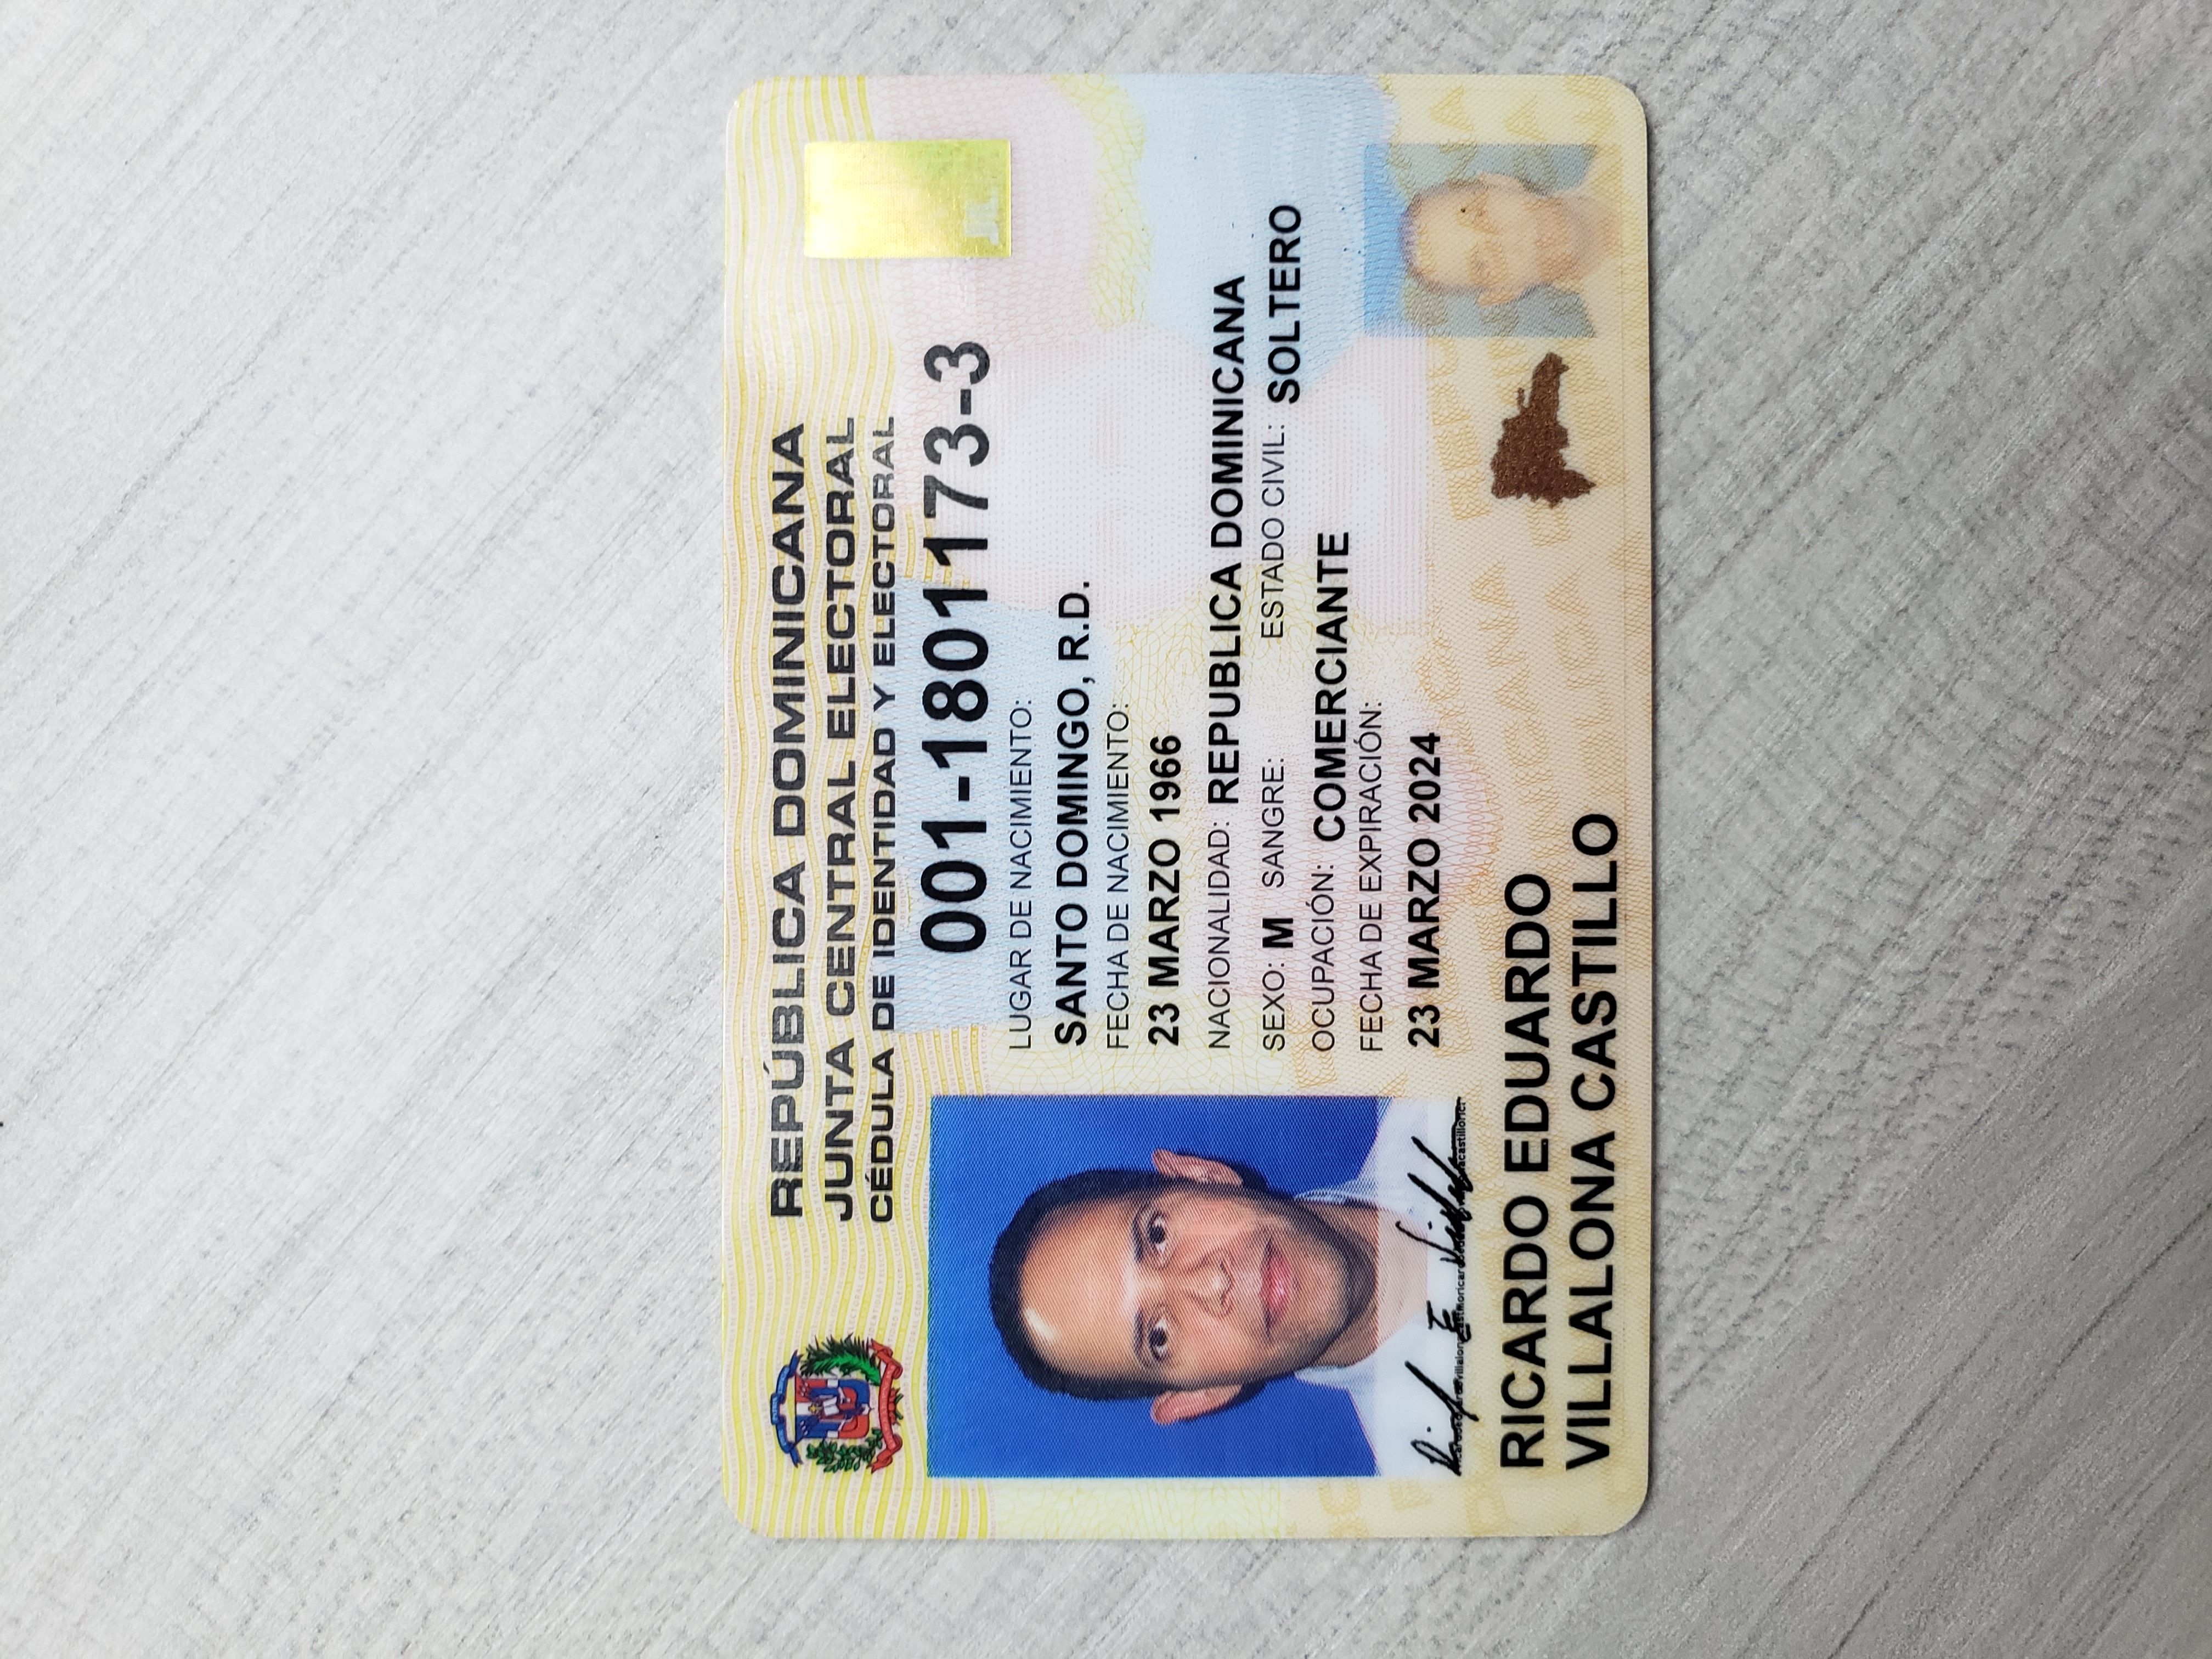 REPÚBLICA DOMINICANA
JUNTA CENTRAL ELECTORAL
CÉDULA DE IDENTIDAD Y ELECTORAL
001-1801173-3
LUGAR DE NACIMIENTO:
SANTO DOMINGO, R.D.
FECHA DE NACIMIENTO:
23 MARZO 1966
NACIONALIDAD: REPUBLICA DOMINICANA
SEXO: M SANGRE: ESTADO CIVIL: SOLTERO
OCUPACIÓN: COMERCIANTE
FECHA DE EXPIRACIÓN:
23 MARZO 2024
RICARDO EDUARDO
VILLALONA CASTILLO